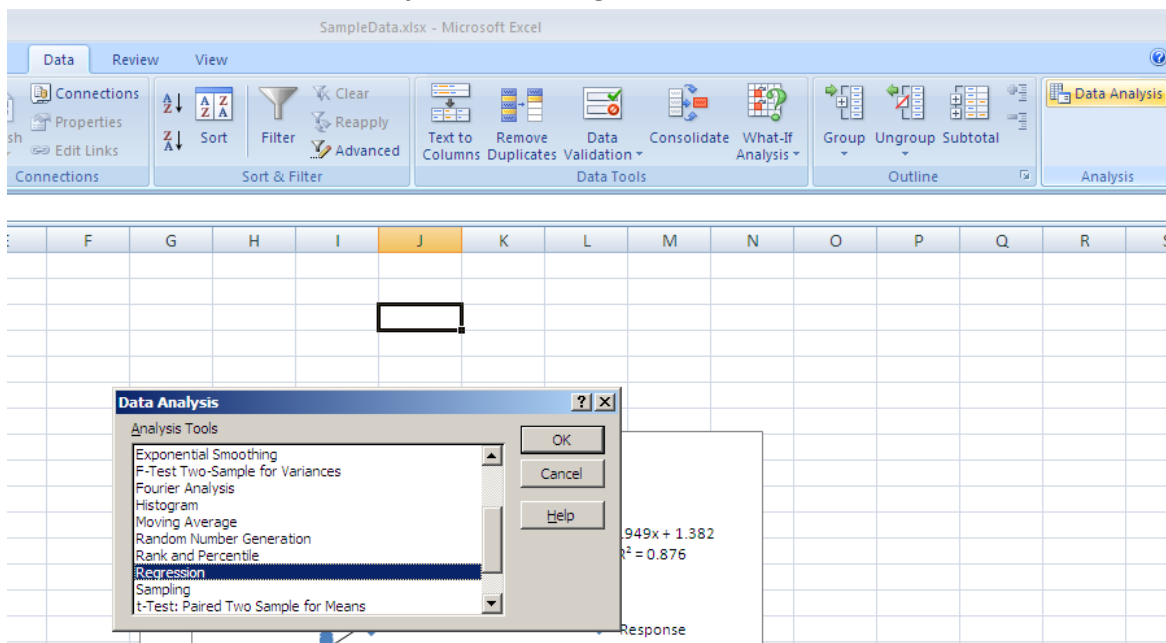 SampleData.xlsx - Microsoft Excel
Data Review View
Connections
Properties
Edit Links
Connections
Sort
Filter
Clear
Reapply
Advanced
Sort & Filter
Text to Columns
Remove Duplicates
Data Validation
Consolidate
What-If Analysis
Data Tools
Group
Ungroup
Subtotal
Outline
Data Analysis
Analysis
F G H I J K L M N O P Q R
Data Analysis
Analysis Tools
Exponential Smoothing
F-Test Two-Sample for Variances
Fourier Analysis
Histogram
Moving Average
Random Number Generation
Rank and Percentile
Regression
Sampling
t-Test: Paired Two Sample for Means
OK
Cancel
Help
.949x + 1.382
R² = 0.876
Response